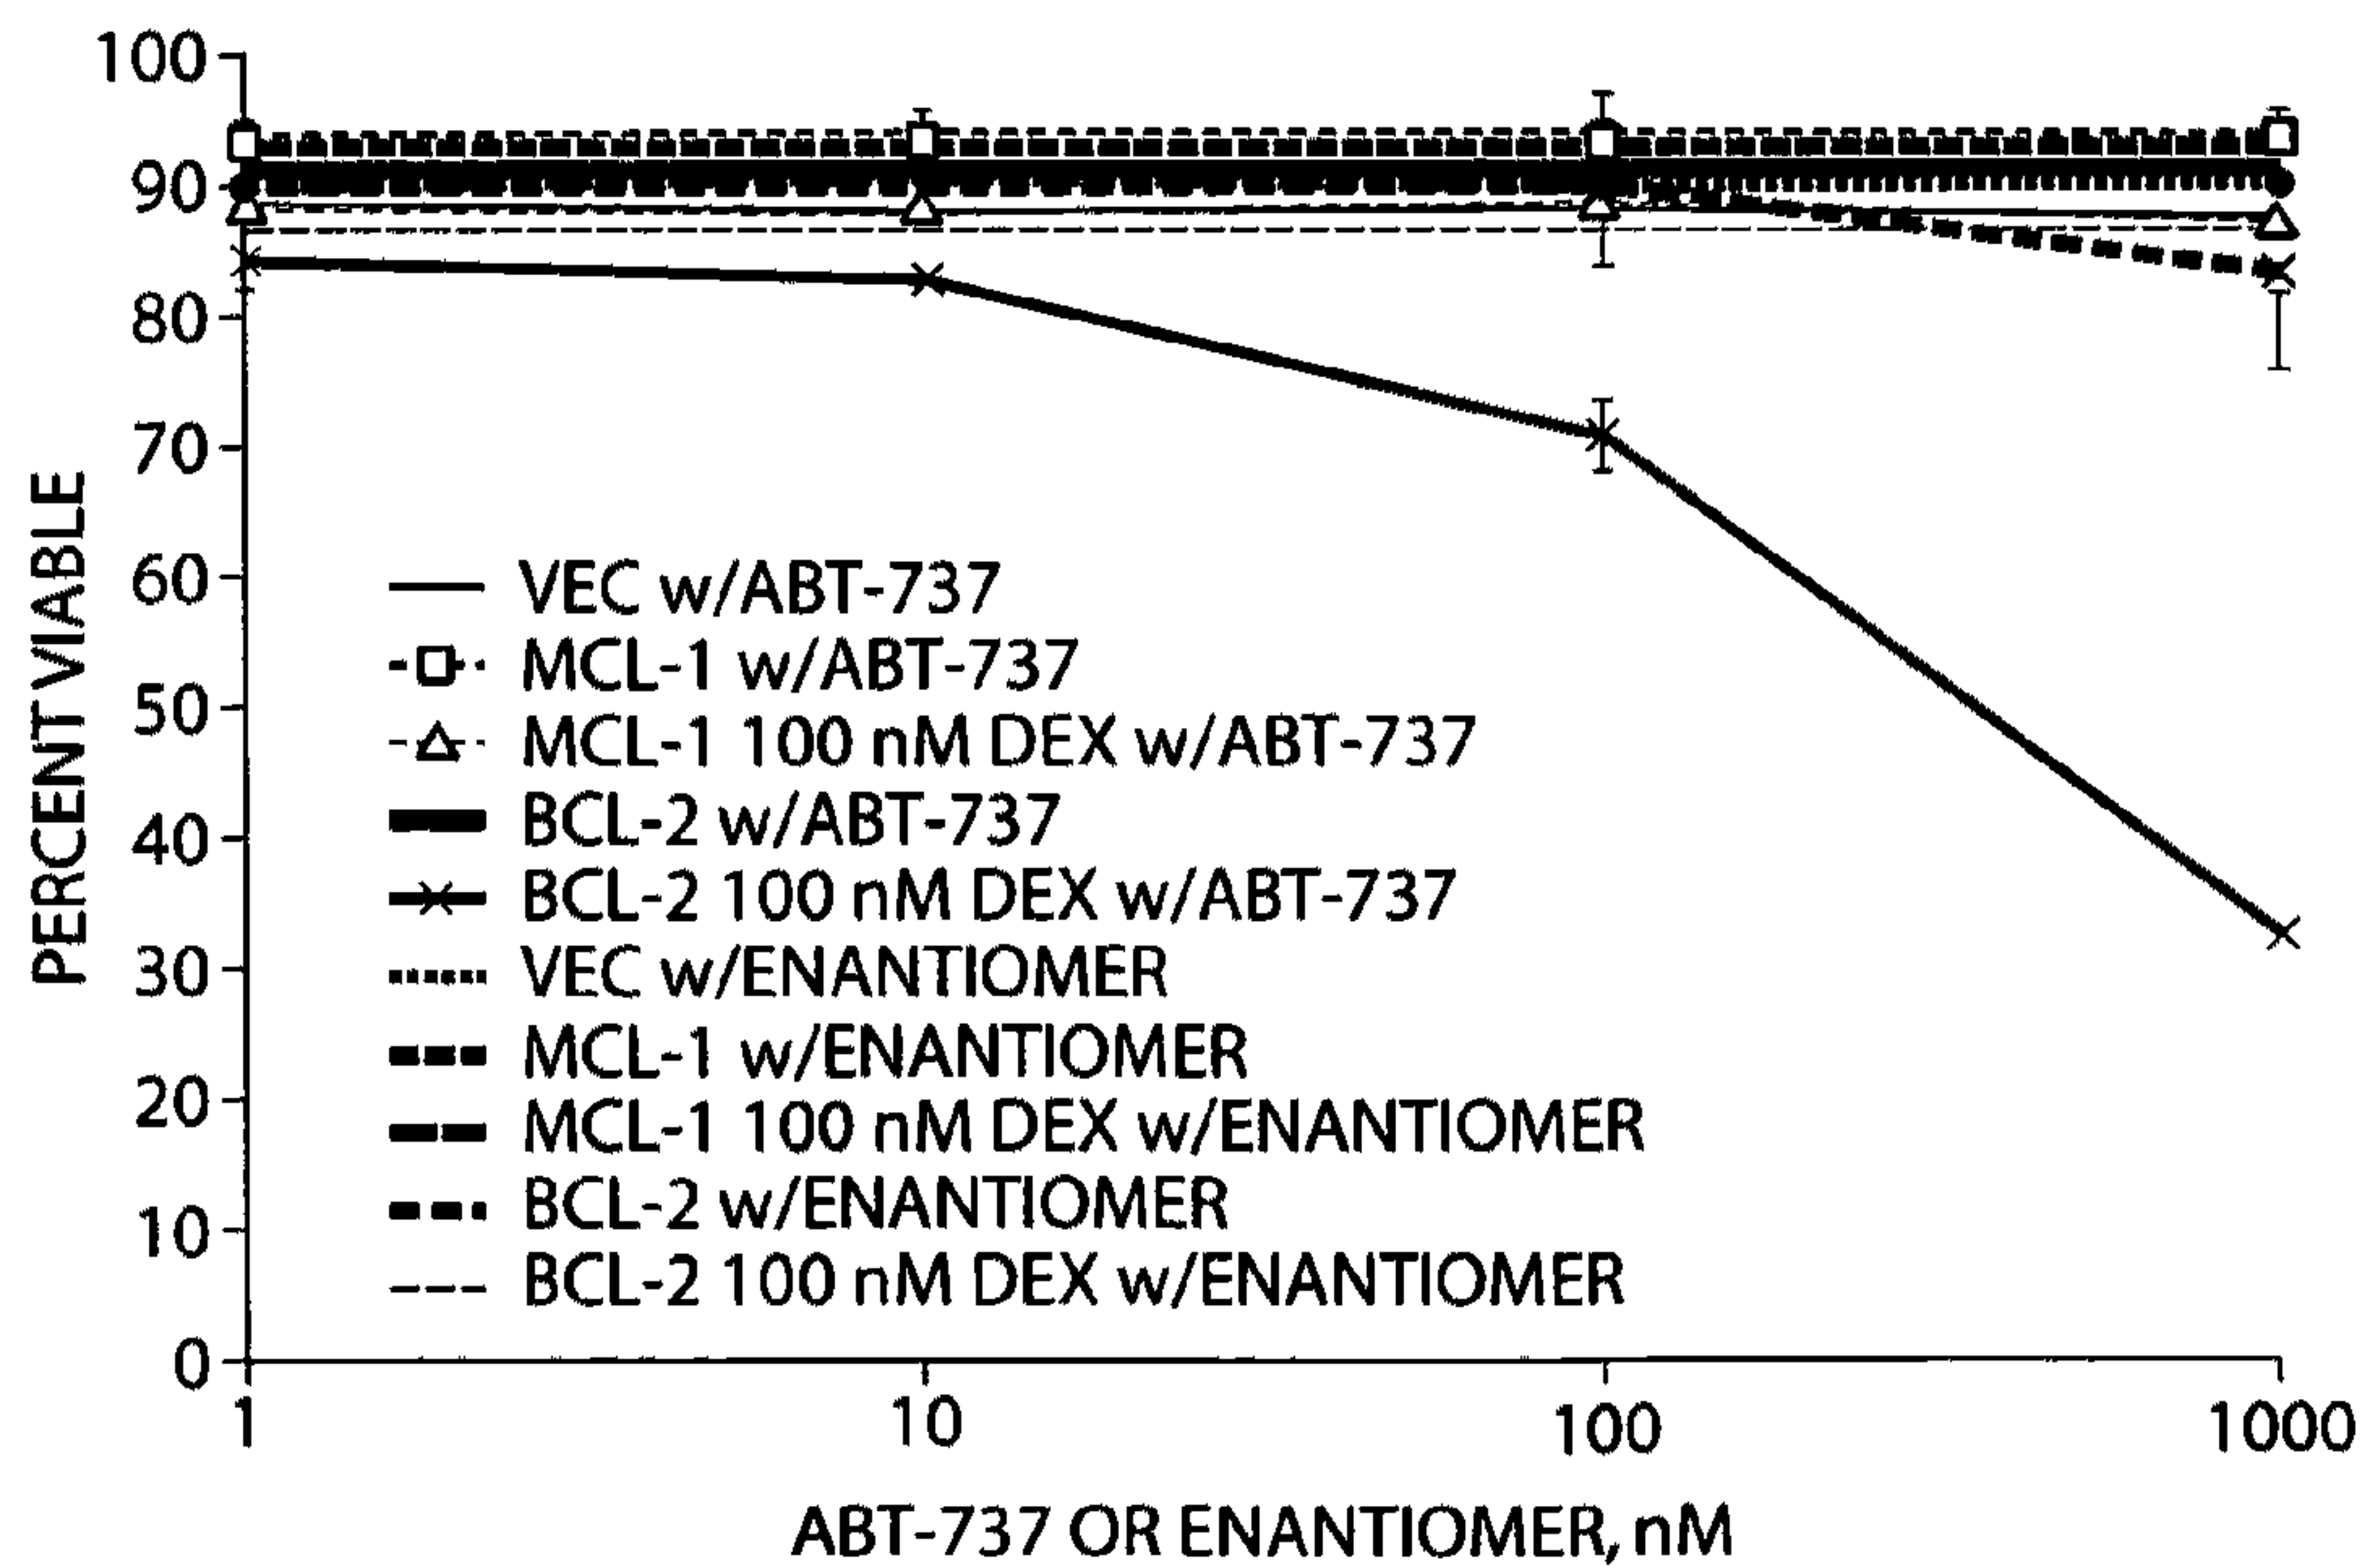 100
90
80
70
60
50
40
30
20
10
0
PERCENT VIABLE
VEC w/ABT-737
MCL-1 w/ABT-737
MCL-1 100 nM DEX w/ABT-737
BCL-2 w/ABT-737
BCL-2 100 nM DEX w/ABT-737
VEC w/ENANTIOMER
MCL-1 w/ENANTIOMER
MCL-1 100 nM DEX w/ENANTIOMER
BCL-2 w/ENANTIOMER
BCL-2 100 nM DEX w/ENANTIOMER
1 10 100 1000
ABT-737 OR ENANTIOMER, nM